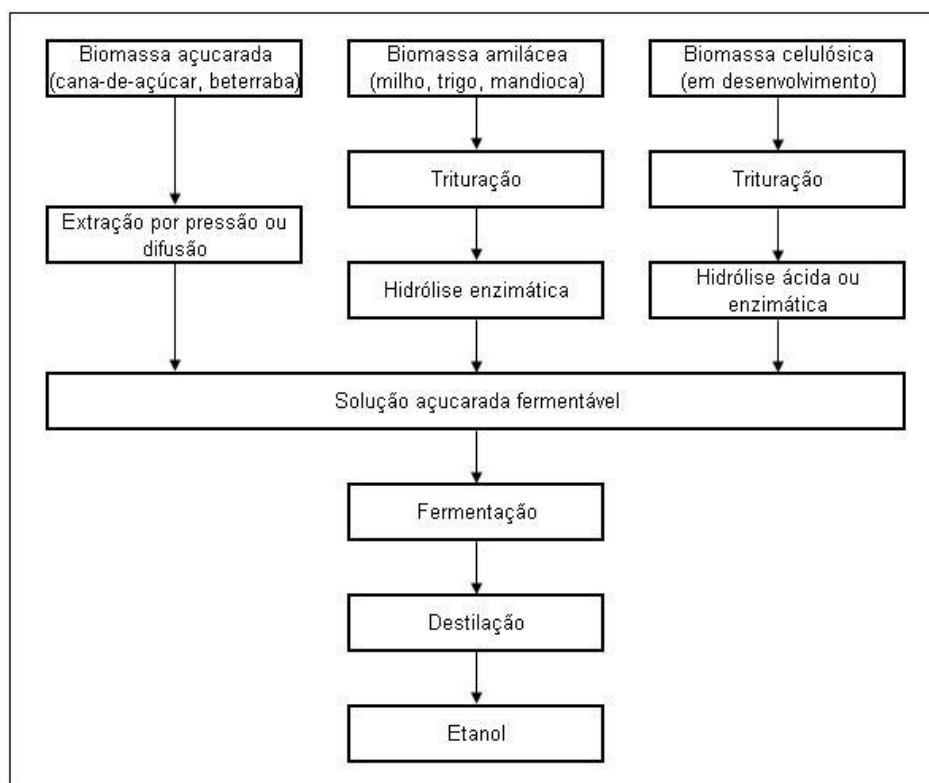 Biomassa açucarada
(cana-de-açúcar, beterraba)
Biomassa amilácea
(milho, trigo, mandioca)
Biomassa celulósica
(em desenvolvimento)
Trituração
Trituração
Extração por pressão ou
difusão
Hidrólise enzimática
Hidrólise ácida ou
enzimática
Solução açucarada fermentável
Fermentação
Destilação
Etanol